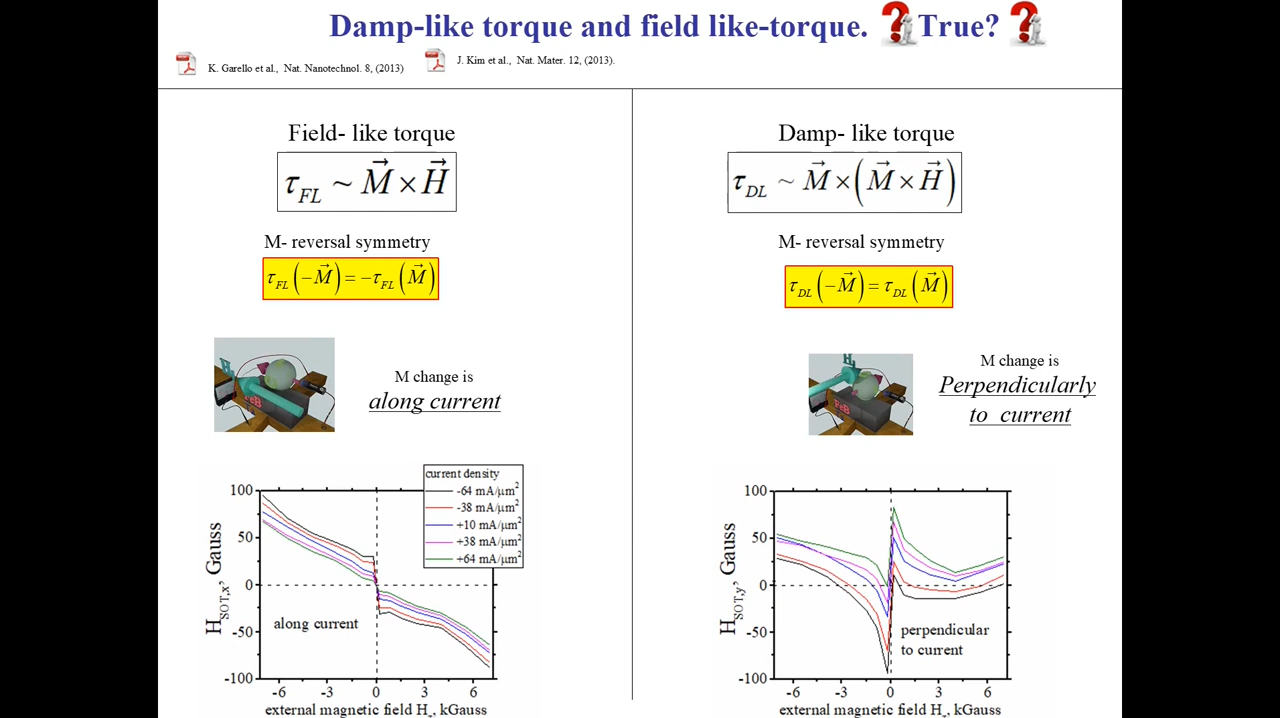 Damp-like torque and field like-torque. True?
K. Garello et al., Nat. Nanotechnol. 8, (2013)
J. Kim et al., Nat. Mater. 12, (2013).
Field- like torque
τ_FL ~ M⃗ × H⃗
M- reversal symmetry
τ_FL (−M⃗) = −τ_FL (M⃗)
M change is
along current
current density
-64 mA/μm²
-38 mA/μm²
+10 mA/μm²
+38 mA/μm²
+64 mA/μm²
H_SOT,x, Gauss
100
50
0
-50
-100
along current
-6 -3 0 3 6
external magnetic field H_z, kGauss
Damp- like torque
τ_DL ~ M⃗ × (M⃗ × H⃗)
M- reversal symmetry
τ_DL (−M⃗) = τ_DL (M⃗)
H
FeB
M change is
Perpendicularly
to current
H_SOT,y, Gauss
100
50
0
-50
-100
perpendicular
to current
-6 -3 0 3 6
external magnetic field H_z, kGauss